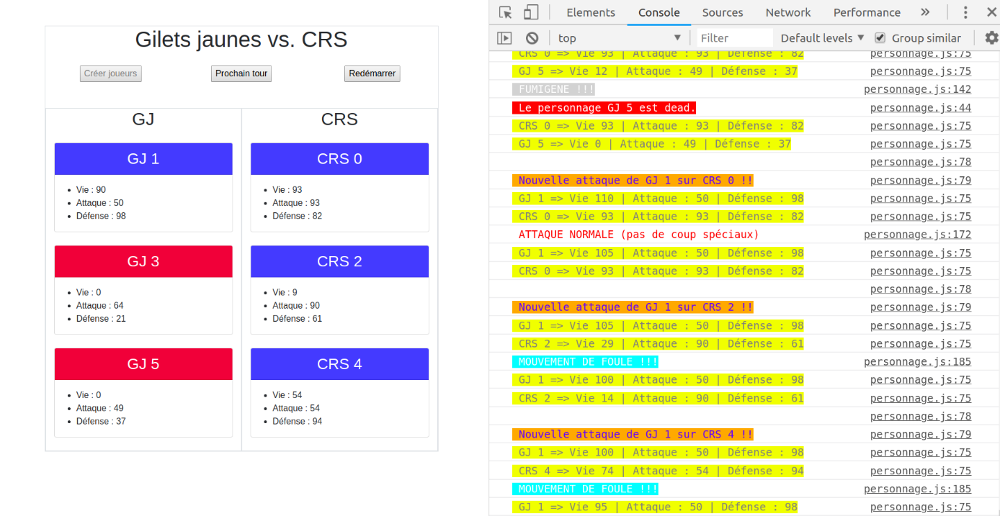 Gilets jaunes vs. CRS
Créer joueurs
Prochain tour
Redémarrer
GJ
GJ 1
Vie : 90
Attaque : 50
Défense : 98
GJ 3
Vie : 0
Attaque : 64
Défense : 21
GJ 5
Vie : 0
Attaque : 49
Défense : 37
CRS
CRS 0
Vie : 93
Attaque : 93
Défense : 82
CRS 2
Vie : 9
Attaque : 90
Défense : 61
CRS 4
Vie : 54
Attaque : 54
Défense : 94
Elements Console Sources Network Performance »
top Filter Default levels Group similar
CRS 0 => Vie 93 | Attaque : 93 | Défense : 82 personnage.js:75
GJ 5 => Vie 12 | Attaque : 49 | Défense : 37 personnage.js:75
FUMIGENE !!! personnage.js:142
Le personnage GJ 5 est dead. personnage.js:44
CRS 0 => Vie 93 | Attaque : 93 | Défense : 82 personnage.js:75
GJ 5 => Vie 0 | Attaque : 49 | Défense : 37 personnage.js:75
personnage.js:78
Nouvelle attaque de GJ 1 sur CRS 0 !! personnage.js:79
GJ 1 => Vie 110 | Attaque : 50 | Défense : 98 personnage.js:75
CRS 0 => Vie 93 | Attaque : 93 | Défense : 82 personnage.js:75
ATTAQUE NORMALE (pas de coup spéciaux) personnage.js:172
GJ 1 => Vie 105 | Attaque : 50 | Défense : 98 personnage.js:75
CRS 0 => Vie 93 | Attaque : 93 | Défense : 82 personnage.js:75
personnage.js:78
Nouvelle attaque de GJ 1 sur CRS 2 !! personnage.js:79
GJ 1 => Vie 105 | Attaque : 50 | Défense : 98 personnage.js:75
CRS 2 => Vie 29 | Attaque : 90 | Défense : 61 personnage.js:75
MOUVEMENT DE FOULE !!! personnage.js:185
GJ 1 => Vie 100 | Attaque : 50 | Défense : 98 personnage.js:75
CRS 2 => Vie 14 | Attaque : 90 | Défense : 61 personnage.js:75
personnage.js:78
Nouvelle attaque de GJ 1 sur CRS 4 !! personnage.js:79
GJ 1 => Vie 100 | Attaque : 50 | Défense : 98 personnage.js:75
CRS 4 => Vie 74 | Attaque : 54 | Défense : 94 personnage.js:75
MOUVEMENT DE FOULE !!! personnage.js:185
GJ 1 => Vie 95 | Attaque : 50 | Défense : 98 personnage.js:75